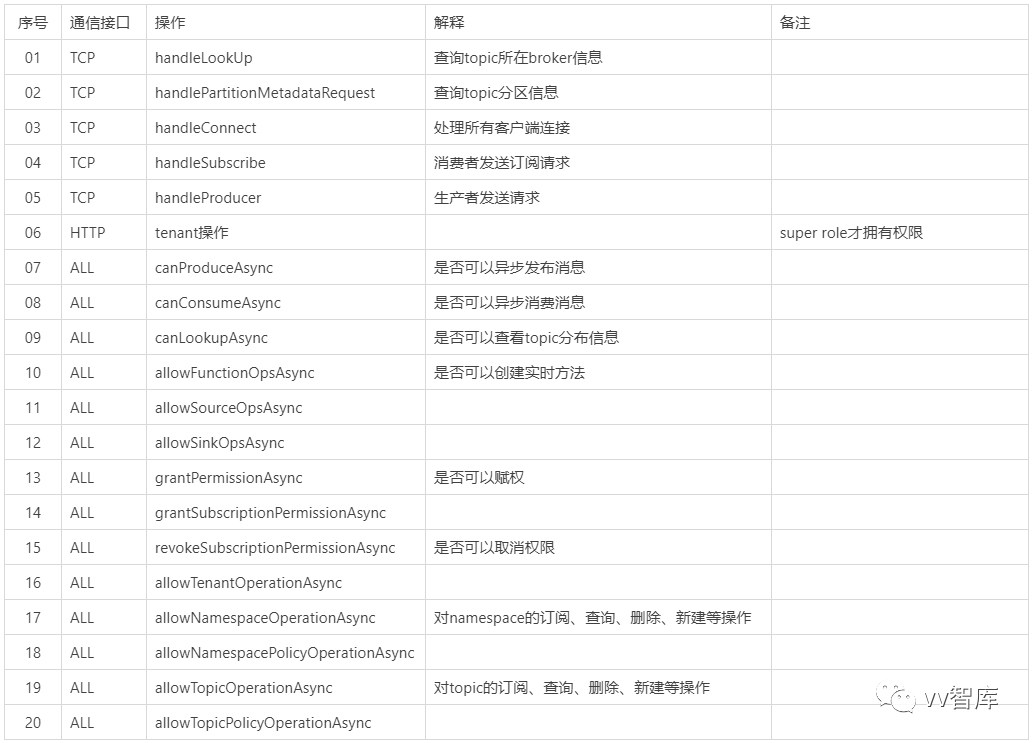 序号 通信接口 操作 解释 备注
01 TCP handleLookUp 查询topic所在broker信息
02 TCP handlePartitionMetadataRequest 查询topic分区信息
03 TCP handleConnect 处理所有客户端连接
04 TCP handleSubscribe 消费者发送订阅请求
05 TCP handleProducer 生产者发送请求
06 HTTP tenant操作 super role才拥有权限
07 ALL canProduceAsync 是否可以异步发布消息
08 ALL canConsumeAsync 是否可以异步消费消息
09 ALL canLookupAsync 是否可以查看topic分布信息
10 ALL allowFunctionOpsAsync 是否可以创建实时方法
11 ALL allowSourceOpsAsync
12 ALL allowSinkOpsAsync
13 ALL grantPermissionAsync 是否可以赋权
14 ALL grantSubscriptionPermissionAsync
15 ALL revokeSubscriptionPermissionAsync 是否可以取消权限
16 ALL allowTenantOperationAsync
17 ALL allowNamespaceOperationAsync 对namespace的订阅、查询、删除、新建等操作
18 ALL allowNamespacePolicyOperationAsync
19 ALL allowTopicOperationAsync 对topic的订阅、查询、删除、新建等操作
vv智库
20 ALL allowTopicPolicyOperationAsync